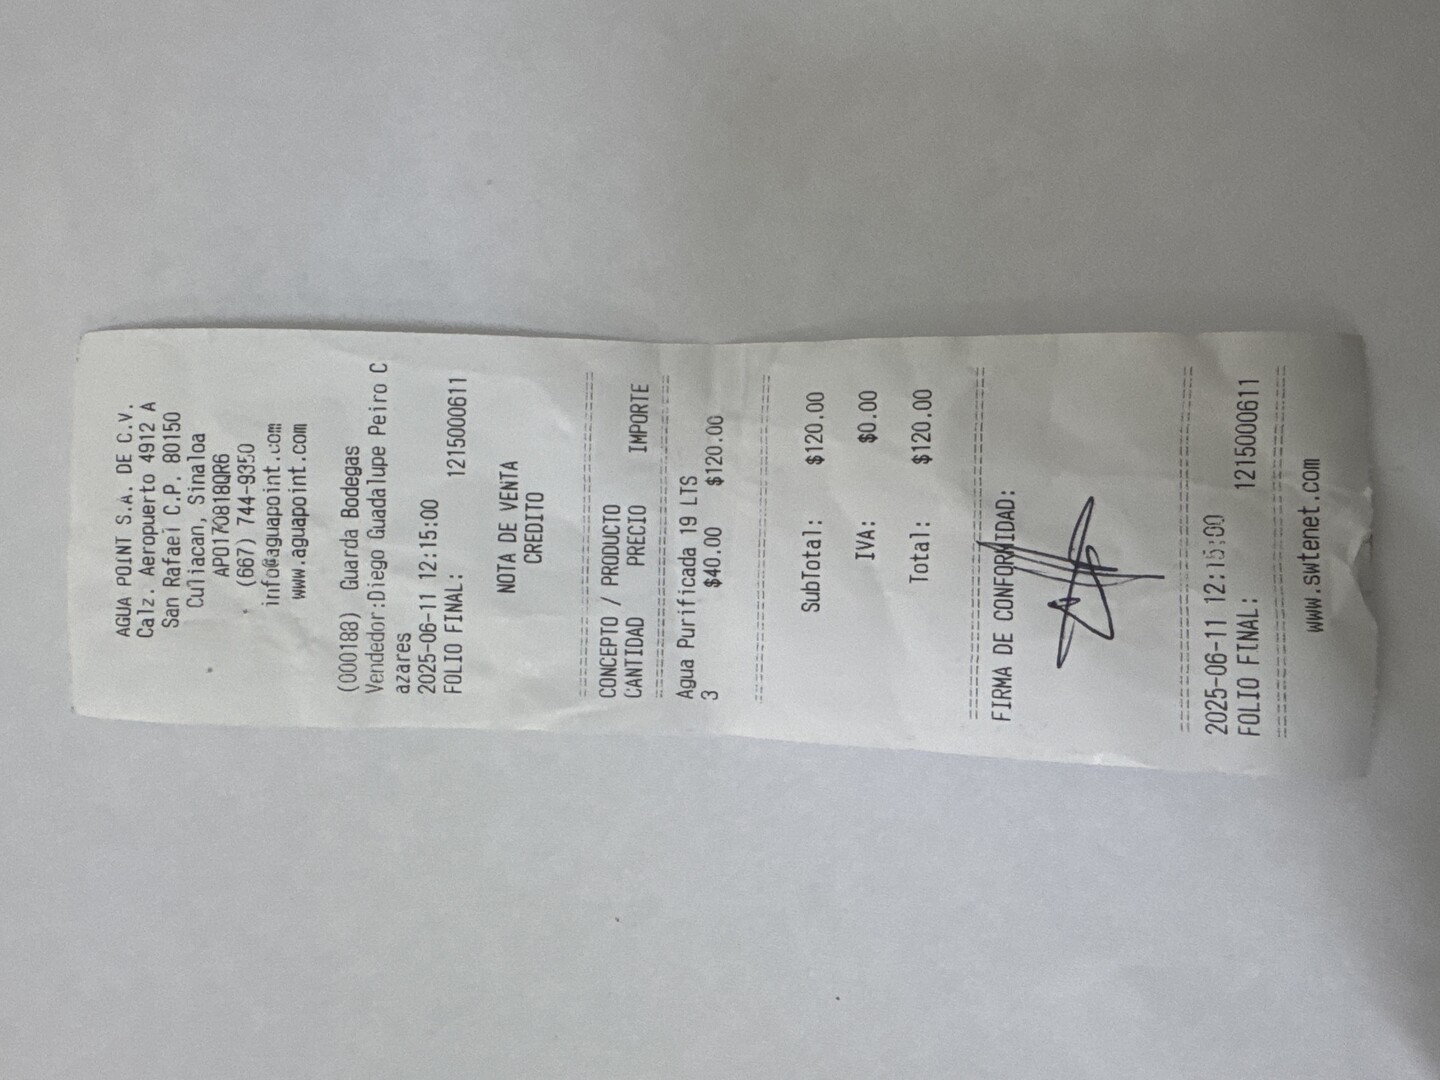 AGUA POINT S.A. DE C.V.
Calz. Aeropuerto 4912 A
San Rafael C.P. 80150
Culiacan, Sinaloa
APO170818QR6
(667) 744-9350
info@aguapoint.com
www.aguapoint.com
(000188) Guarda Bodegas
Vendedor:Diego Guadalupe Peiro C
azares
2025-06-11 12:15:00
FOLIO FINAL: 1215000611
NOTA DE VENTA
CREDITO
CONCEPTO / PRODUCTO
CANTIDAD PRECIO IMPORTE
Agua Purificada 19 LTS
3 $40.00 $120.00
SubTotal: $120.00
IVA: $0.00
Total: $120.00
FIRMA DE CONFORMIDAD:
2025-06-11 12:15:00
FOLIO FINAL: 1215000611
www.swtenet.com